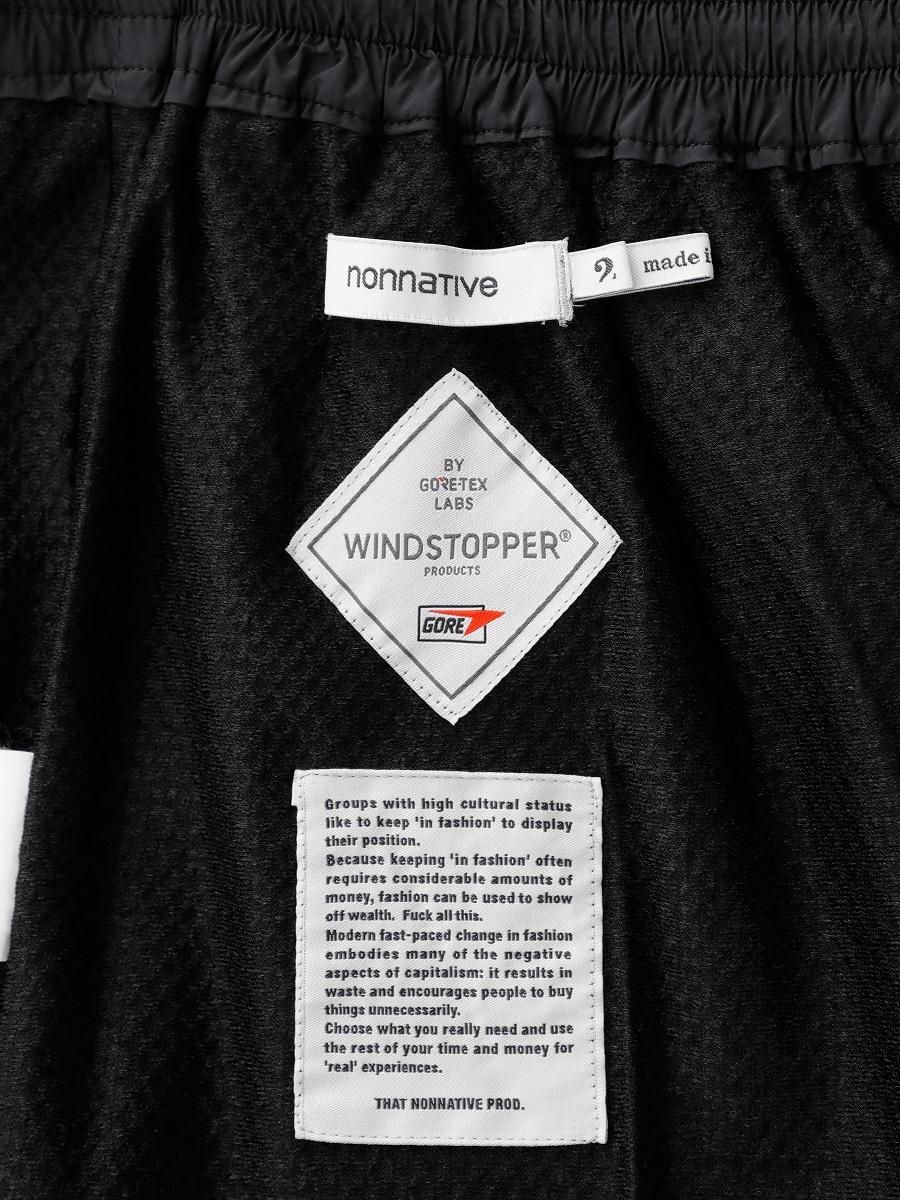 nonnative
2
made i
BY
GORE-TEX
LABS
WINDSTOPPER®
PRODUCTS
GORE
Groups with high cultural status
like to keep 'in fashion' to display
their position.
Because keeping 'in fashion' often
requires considerable amounts of
money, fashion can be used to show
off wealth. Fuck all this.
Modern fast-paced change in fashion
embodies many of the negative
aspects of capitalism: it results in
waste and encourages people to buy
things unnecessarily.
Choose what you really need and use
the rest of your time and money for
'real' experiences.
THAT NONNATIVE PROD.